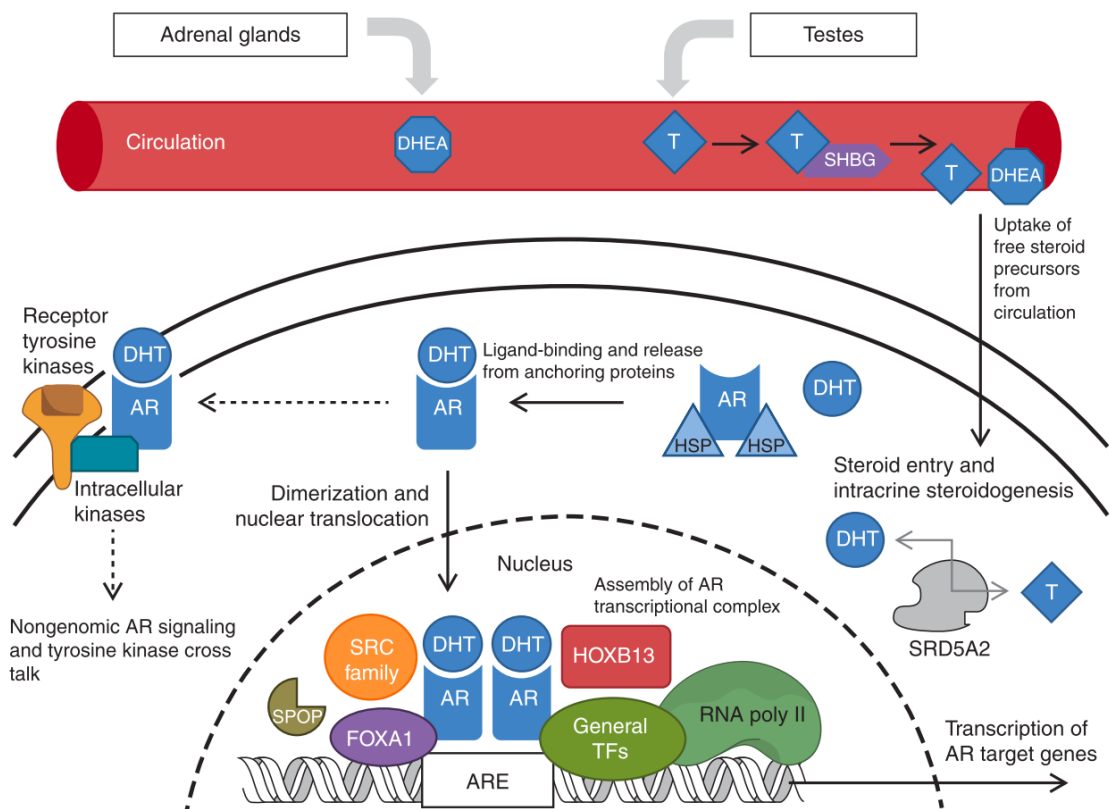 Adrenal glands
Testes
Circulation
DHEA
T
T
SHBG
T
DHEA
Uptake of
free steroid
precursors
from
circulation
Receptor
tyrosine
kinases
DHT
AR
Intracellular
kinases
DHT
AR
Ligand-binding and release
from anchoring proteins
AR
HSP
HSP
DHT
Steroid entry and
intracrine steroidogenesis
DHT
T
SRD5A2
Dimerization and
nuclear translocation
Nongenomic AR signaling
and tyrosine kinase cross
talk
Nucleus
Assembly of AR
transcriptional complex
SRC
family
DHT
DHT
AR
AR
HOXB13
SPOP
FOXA1
General
TFs
RNA poly II
ARE
Transcription of
AR target genes